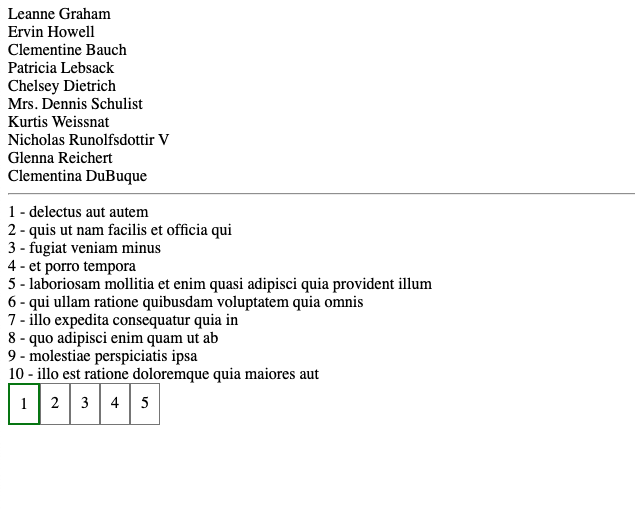 Leanne Graham
Ervin Howell
Clementine Bauch
Patricia Lebsack
Chelsey Dietrich
Mrs. Dennis Schulist
Kurtis Weissnat
Nicholas Runolfsdottir V
Glenna Reichert
Clementina DuBuque
1 - delectus aut autem
2 - quis ut nam facilis et officia qui
3 - fugiat veniam minus
4 - et porro tempora
5 - laboriosam mollitia et enim quasi adipisci quia provident illum
6 - qui ullam ratione quibusdam voluptatem quia omnis
7 - illo expedita consequatur quia in
8 - quo adipisci enim quam ut ab
9 - molestiae perspiciatis ipsa
10 - illo est ratione doloremque quia maiores aut
1 2 3 4 5